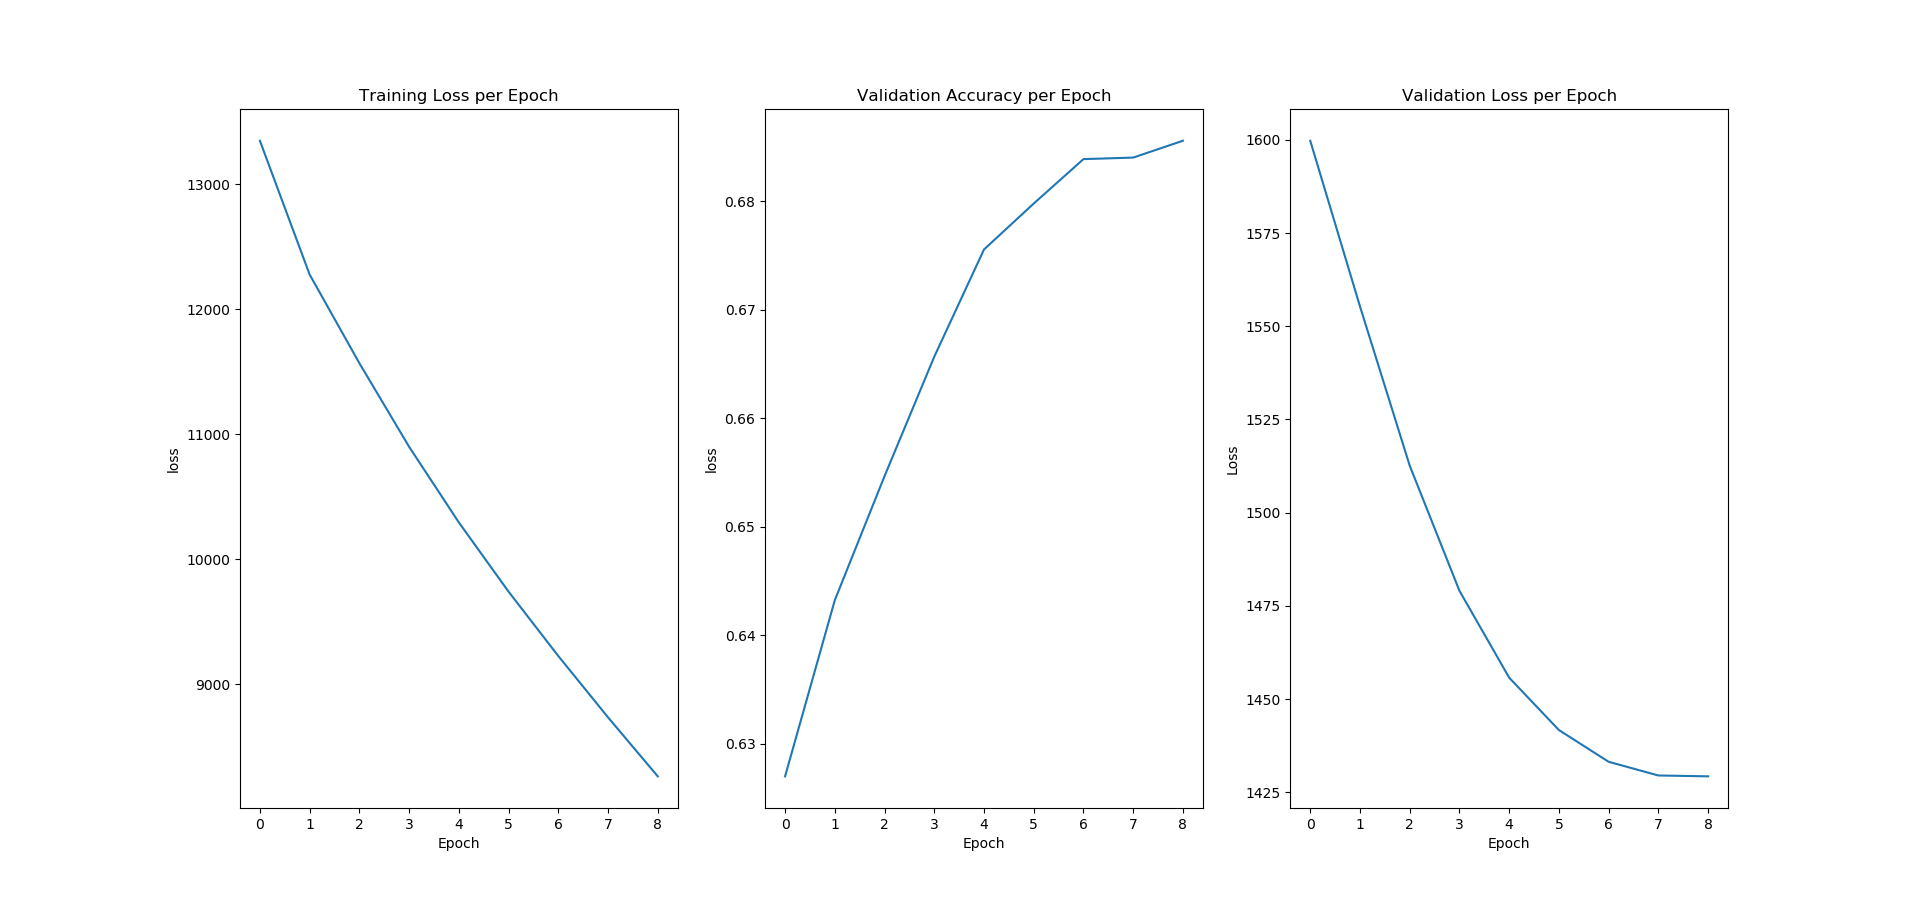 Training Loss per Epoch
13000
12000
11000
10000
9000
loss
0 1 2 3 4 5 6 7 8
Epoch
Validation Accuracy per Epoch
0.68
0.67
0.66
0.65
0.64
0.63
loss
0 1 2 3 4 5 6 7 8
Epoch
Validation Loss per Epoch
1600
1575
1550
1525
1500
1475
1450
1425
Loss
0 1 2 3 4 5 6 7 8
Epoch